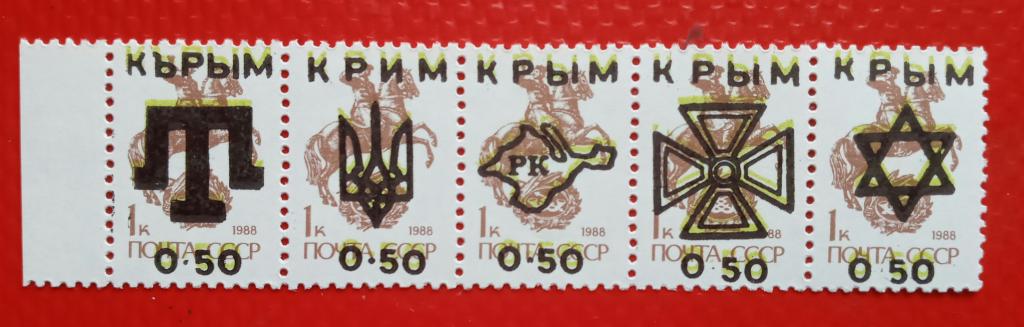 КЪРЫМ КРИМ КРЫМ КРЫМ КРЫМ
РК
1к 1988 1к 1988 1к 1988 1к 88 1к 1988
ПОЧТА СССР ПОЧТА СССР ПОЧТА СССР ПОЧТА СССР ПОЧТА СССР
0·50 0·50 0·50 0 50 0·50